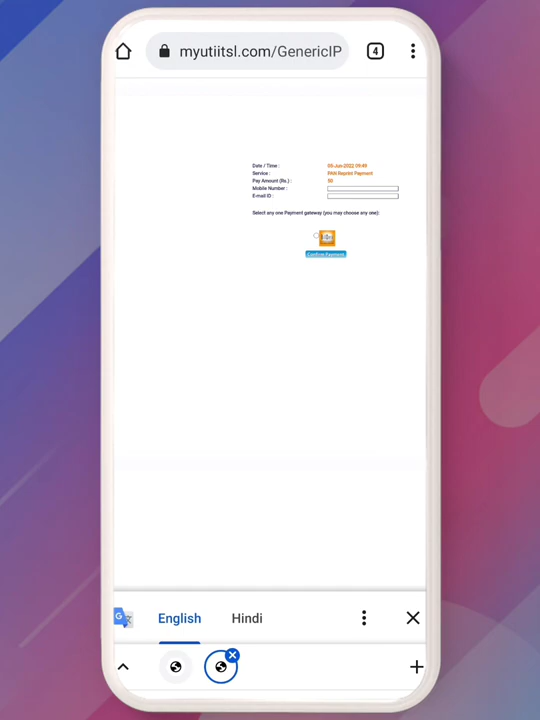 myutiitsl.com/GenericIP
4
Date / Time : 06-Jun-2022 09:49
Service : PAN Reprint Payment
Pay Amount (Rs.) : 50
Mobile Number :
E-mail ID :
Select any one Payment gateway (you may choose any one):
Confirm Payment
English Hindi